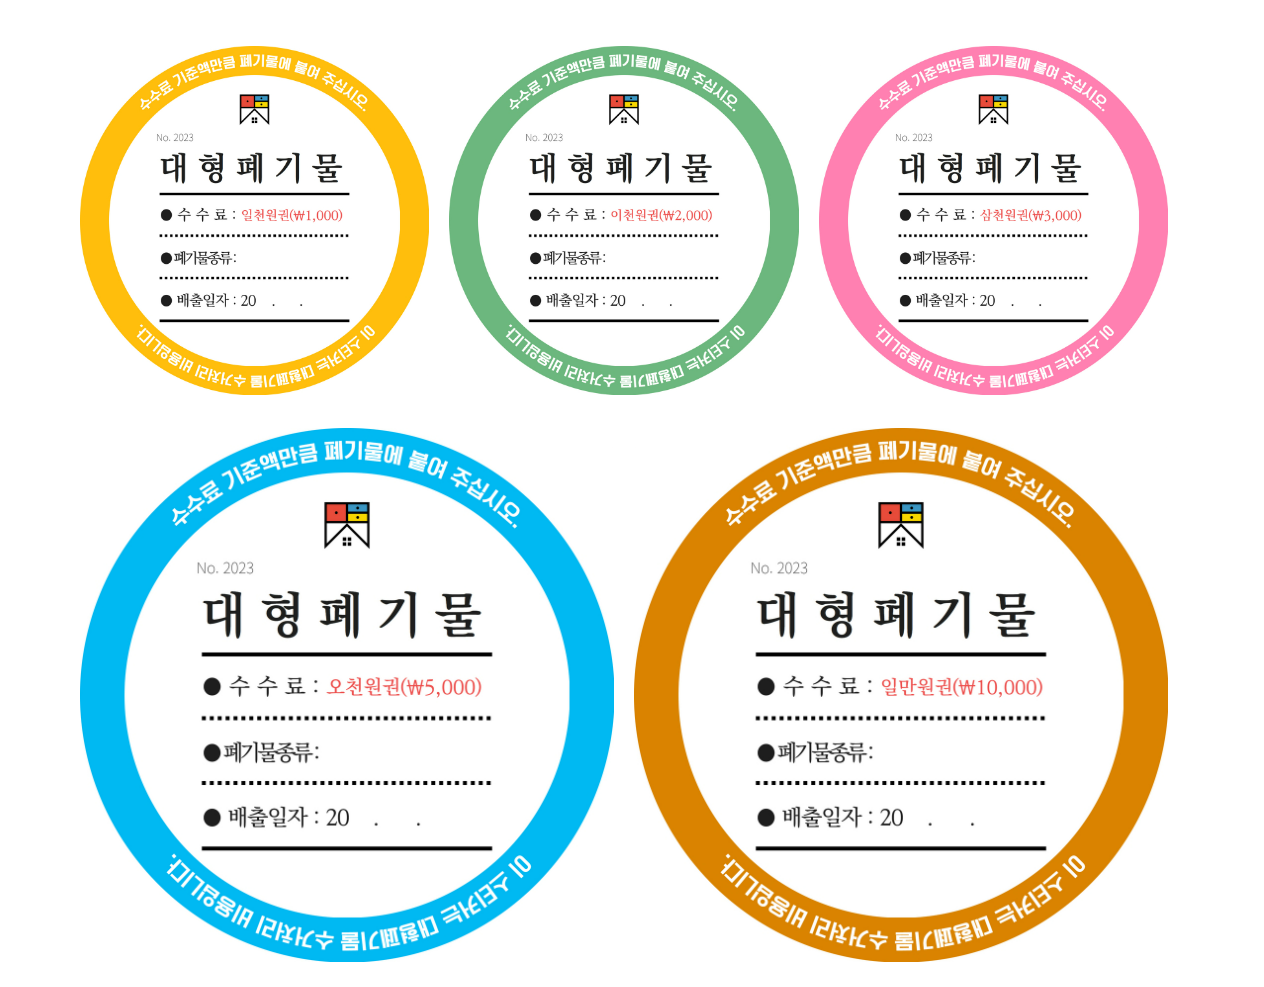 수수료 기준액만큼 폐기물에 붙여 주십시오.
No. 2023
대형폐기물
● 수 수 료 : 일천원권(₩1,000)
●폐기물종류:
● 배출일자 : 20 . .
이 스티커는 대형폐기물 수거처리 비용입니다.
수수료 기준액만큼 폐기물에 붙여 주십시오.
No. 2023
대형폐기물
● 수 수 료 : 이천원권(₩2,000)
●폐기물종류:
● 배출일자 : 20 . .
이 스티커는 대형폐기물 수거처리 비용입니다.
수수료 기준액만큼 폐기물에 붙여 주십시오.
No. 2023
대형폐기물
● 수 수 료 : 삼천원권(₩3,000)
●폐기물종류:
● 배출일자 : 20 . .
이 스티커는 대형폐기물 수거처리 비용입니다.
수수료 기준액만큼 폐기물에 붙여 주십시오.
No. 2023
대형폐기물
● 수 수 료 : 오천원권(₩5,000)
●폐기물종류:
● 배출일자 : 20 . .
이 스티커는 대형폐기물 수거처리 비용입니다.
수수료 기준액만큼 폐기물에 붙여 주십시오.
No. 2023
대형폐기물
● 수 수 료 : 일만원권(₩10,000)
●폐기물종류:
● 배출일자 : 20 . .
이 스티커는 대형폐기물 수거처리 비용입니다.